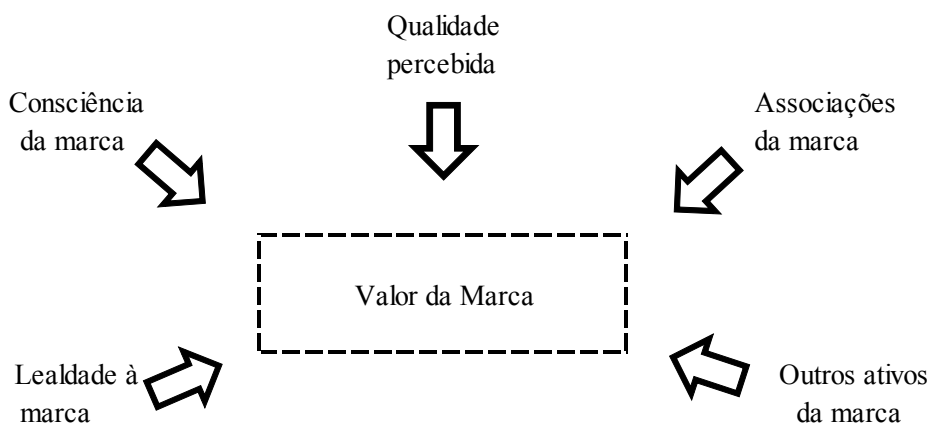 Qualidade
percebida
Consciência
da marca
Associações
da marca
Valor da Marca
Lealdade à
marca
Outros ativos
da marca